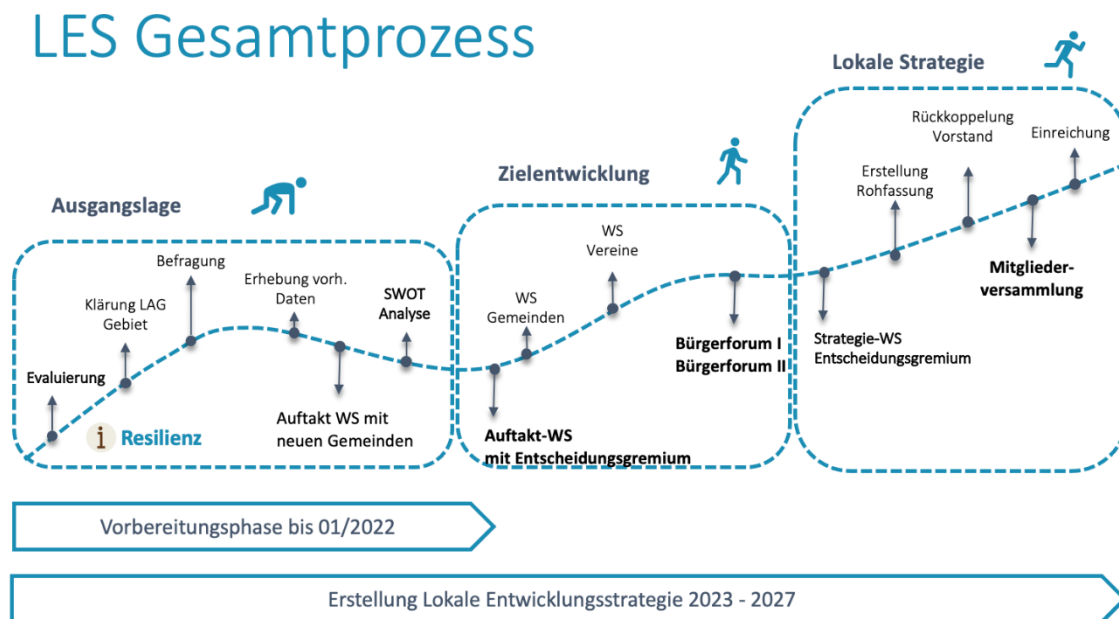 LES Gesamtprozess
Ausgangslage
Evaluierung
Klärung LAG
Gebiet
Befragung
Erhebung vorh.
Daten
Auftakt WS mit
neuen Gemeinden
SWOT
Analyse
i Resilienz
Zielentwicklung
Auftakt-WS
mit Entscheidungsgremium
WS
Gemeinden
WS
Vereine
Bürgerforum I
Bürgerforum II
Lokale Strategie
Strategie-WS
Entscheidungsgremium
Erstellung
Rohfassung
Rückkoppelung
Vorstand
Mitglieder-
versammlung
Einreichung
Vorbereitungsphase bis 01/2022
Erstellung Lokale Entwicklungsstrategie 2023 - 2027